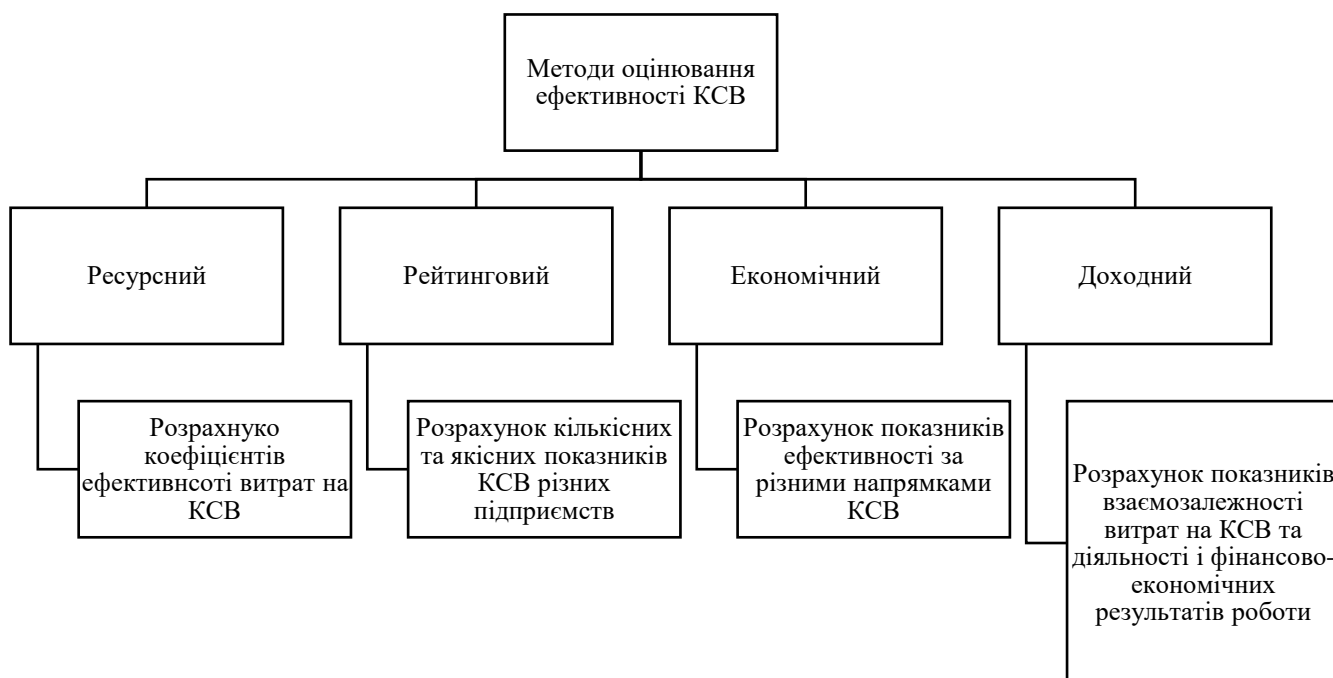 Методи оцінювання
ефективності КСВ
Ресурсний
Рейтинговий
Економічний
Доходний
Розрахнуко
коефіцієнтів
ефективнсоті витрат на
КСВ
Розрахунок кількісних
та якісних показників
КСВ різних
підприємств
Розрахунок показників
ефективності за
різними напрямками
КСВ
Розрахунок показників
взаємозалежності
витрат на КСВ та
діяльності і фінансово-
економічних
результатів роботи